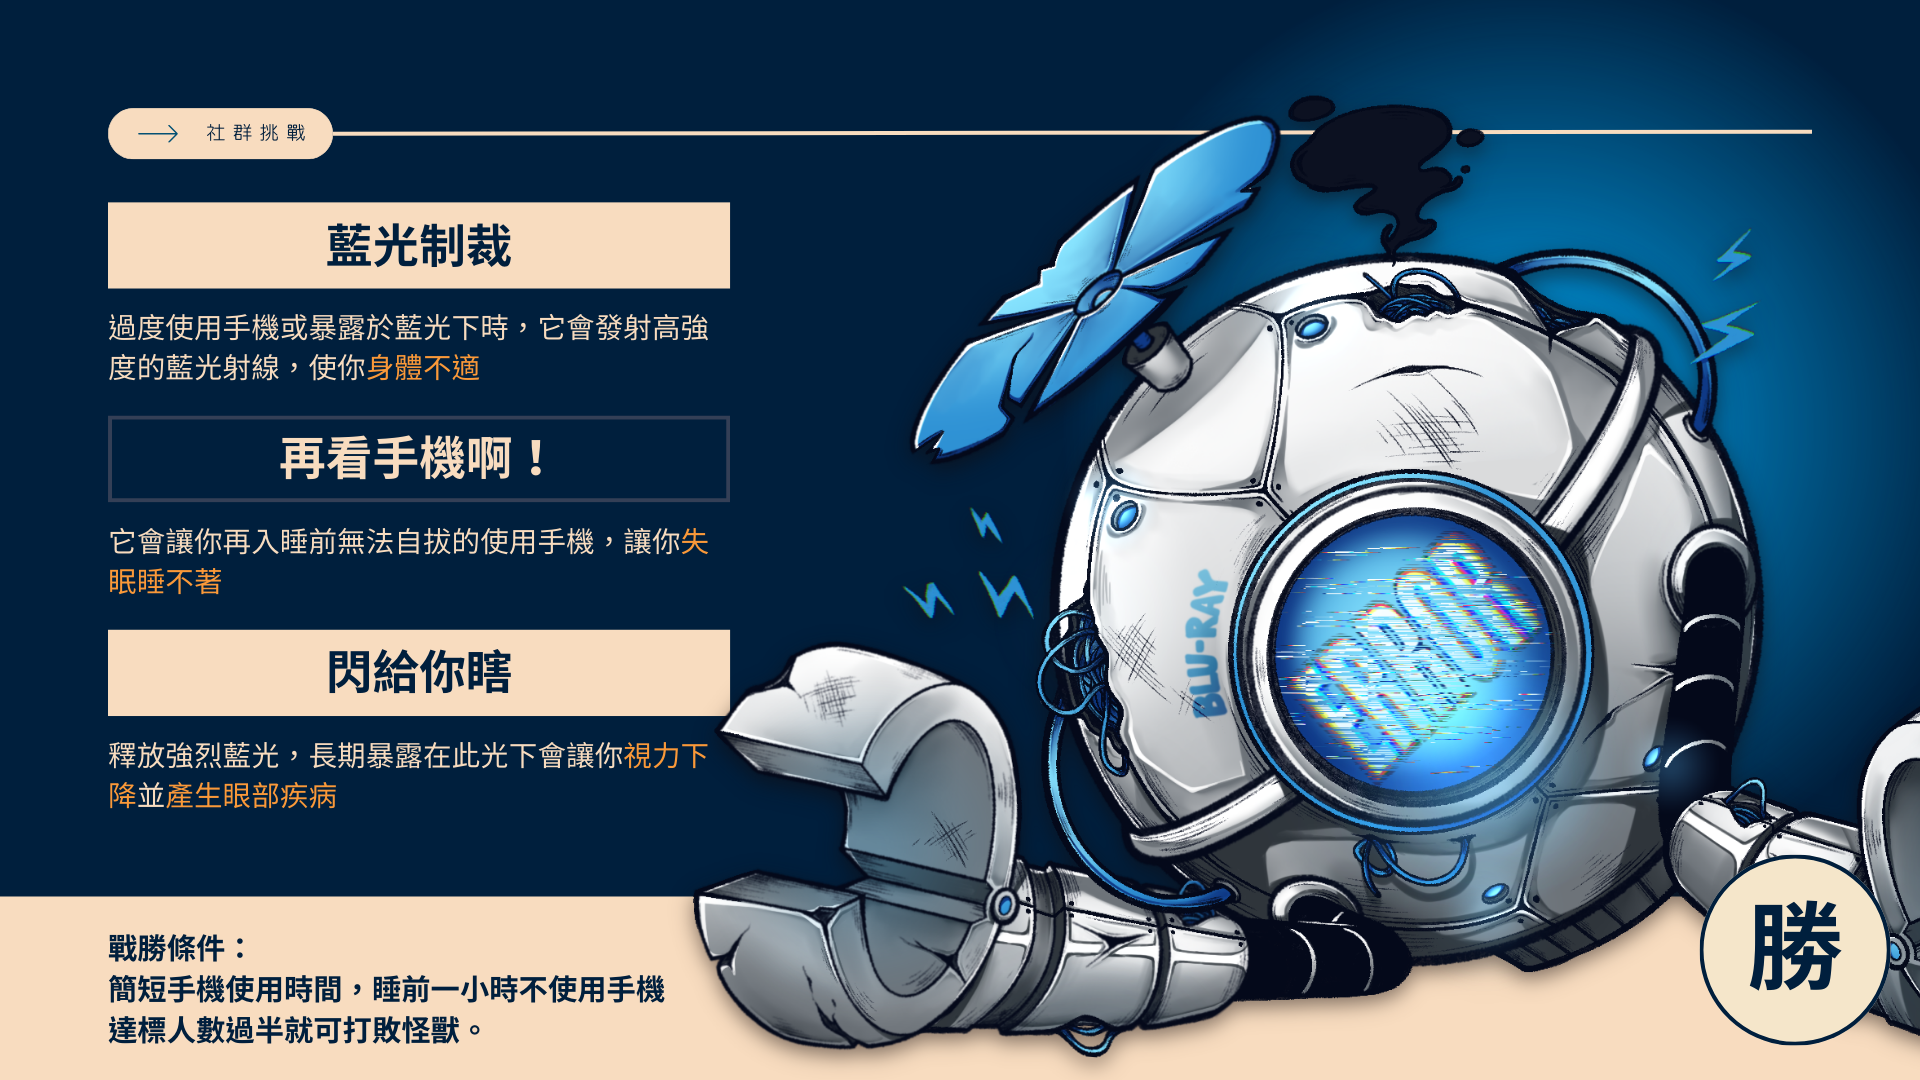 社群挑戰
藍光制裁
過度使用手機或暴露於藍光下時，它會發射高強
度的藍光射線，使你身體不適
再看手機啊！
它會讓你再入睡前無法自拔的使用手機，讓你失
眠睡不著
閃給你瞎
釋放強烈藍光，長期暴露在此光下會讓你視力下
降並產生眼部疾病
戰勝條件：
簡短手機使用時間，睡前一小時不使用手機
達標人數過半就可打敗怪獸。
BLU-RAY
ERROR
勝